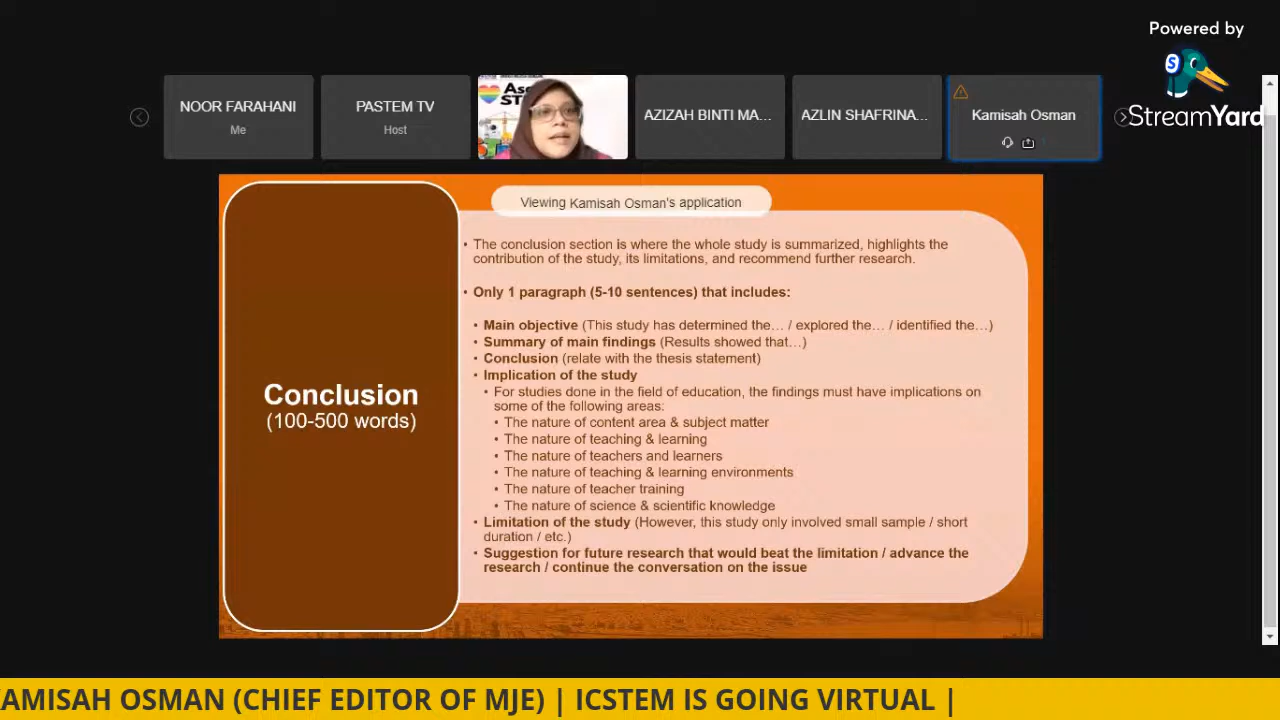 Powered by
StreamYard
NOOR FARAHANI
Me
PASTEM TV
Host
AZIZAH BINTI MA...
AZLIN SHAFRINA...
Kamisah Osman
Viewing Kamisah Osman's application
Conclusion
(100-500 words)
• The conclusion section is where the whole study is summarized, highlights the
contribution of the study, its limitations, and recommend further research.
• Only 1 paragraph (5-10 sentences) that includes:
• Main objective (This study has determined the… / explored the… / identified the…)
• Summary of main findings (Results showed that…)
• Conclusion (relate with the thesis statement)
• Implication of the study
• For studies done in the field of education, the findings must have implications on
some of the following areas:
• The nature of content area & subject matter
• The nature of teaching & learning
• The nature of teachers and learners
• The nature of teaching & learning environments
• The nature of teacher training
• The nature of science & scientific knowledge
• Limitation of the study (However, this study only involved small sample / short
duration / etc.)
• Suggestion for future research that would beat the limitation / advance the
research / continue the conversation on the issue
KAMISAH OSMAN (CHIEF EDITOR OF MJE) | ICSTEM IS GOING VIRTUAL |